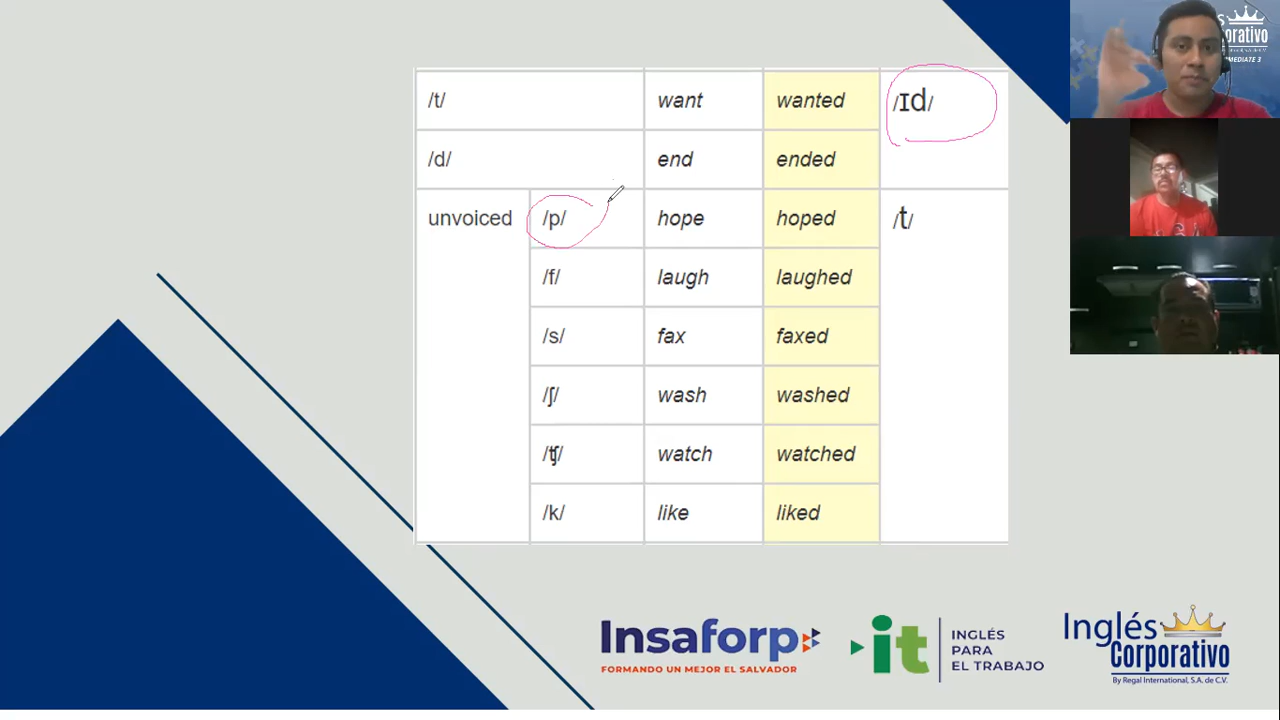 /t/ want wanted /ɪd/
/d/ end ended
unvoiced /p/ hope hoped /t/
/f/ laugh laughed
/s/ fax faxed
/ʃ/ wash washed
/ʧ/ watch watched
/k/ like liked
Insaforp
FORMANDO UN MEJOR EL SALVADOR
it
INGLÉS
PARA
EL TRABAJO
Inglés
Corporativo
By Regal International, S.A. de C.V.